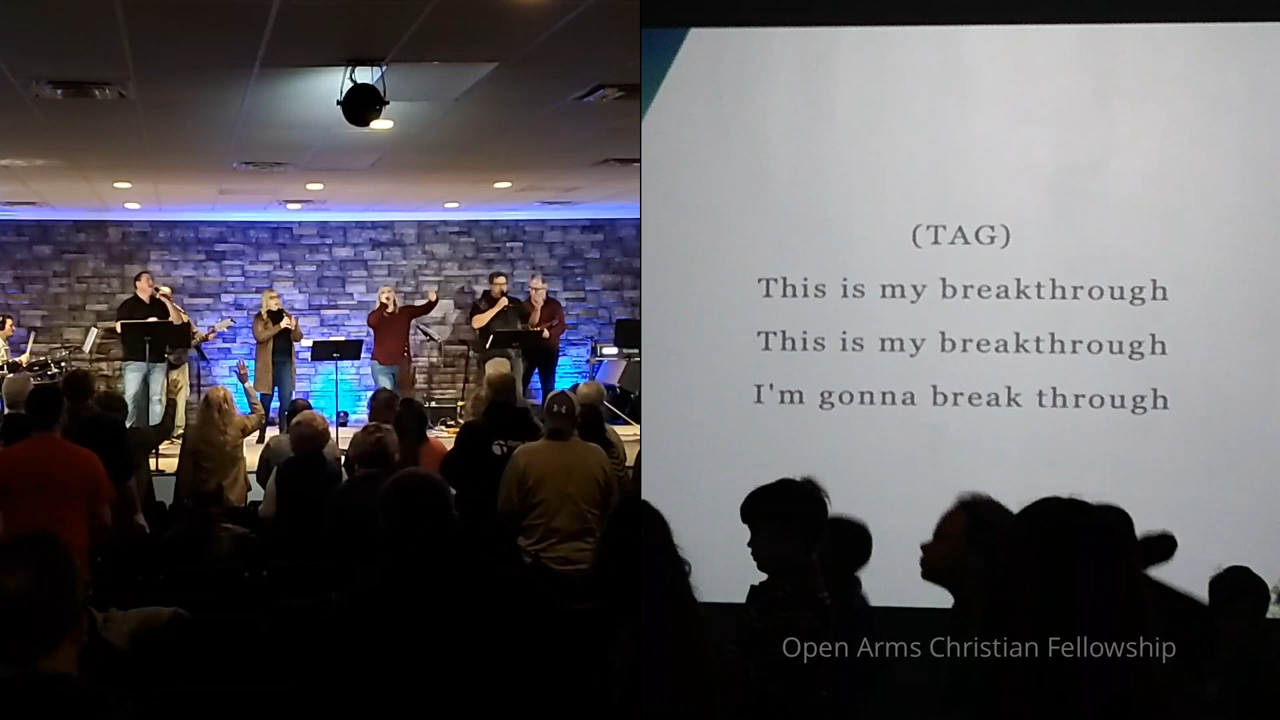 (TAG)
This is my breakthrough
This is my breakthrough
I'm gonna break through
Open Arms Christian Fellowship